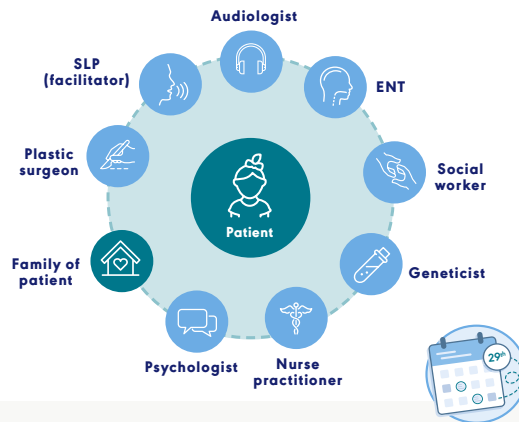 Audiologist
SLP
(facilitator)
ENT
Plastic
surgeon
Social
worker
Patient
Family of
patient
Geneticist
Psychologist
Nurse
practitioner
29th